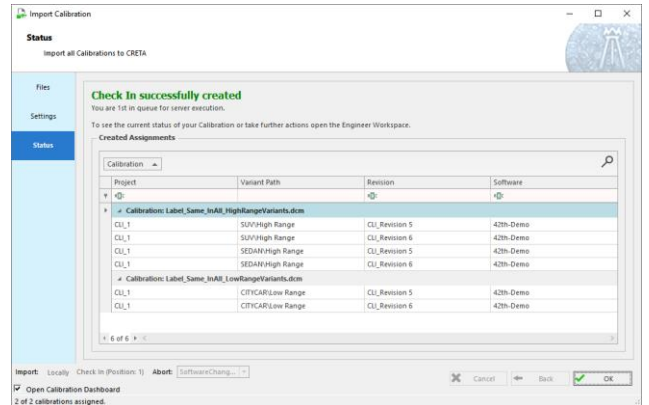 Import Calibration
Status
Import all Calibrations to CRETA
Files
Settings
Status
Check In successfully created
You are 1st in queue for server execution.
To see the current status of your Calibration or take further actions open the Engineer Workspace.
Created Assignments
Calibration
Project Variant Path Revision Software
Calibration: Label_Same_InAll_HighRangeVariants.dcm
CLI_1 SUV\High Range CLI_Revision 5 42th-Demo
CLI_1 SUV\High Range CLI_Revision 6 42th-Demo
CLI_1 SEDAN\High Range CLI_Revision 5 42th-Demo
CLI_1 SEDAN\High Range CLI_Revision 6 42th-Demo
Calibration: Label_Same_InAll_LowRangeVariants.dcm
CLI_1 CITYCAR\Low Range CLI_Revision 5 42th-Demo
CLI_1 CITYCAR\Low Range CLI_Revision 6 42th-Demo
6 of 6
Import: Locally Check In (Position: 1) Abort: SoftwareChang... Cancel Back OK
Open Calibration Dashboard
2 of 2 calibrations assigned.